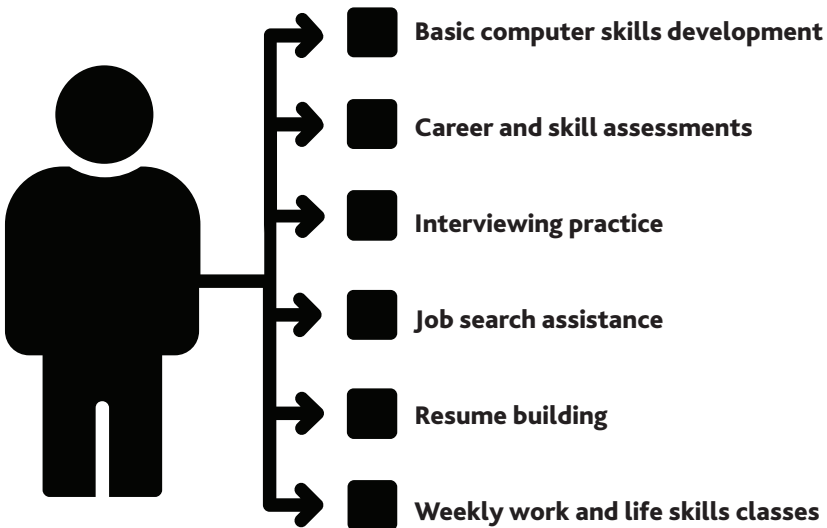 Basic computer skills development
Career and skill assessments
Interviewing practice
Job search assistance
Resume building
Weekly work and life skills classes